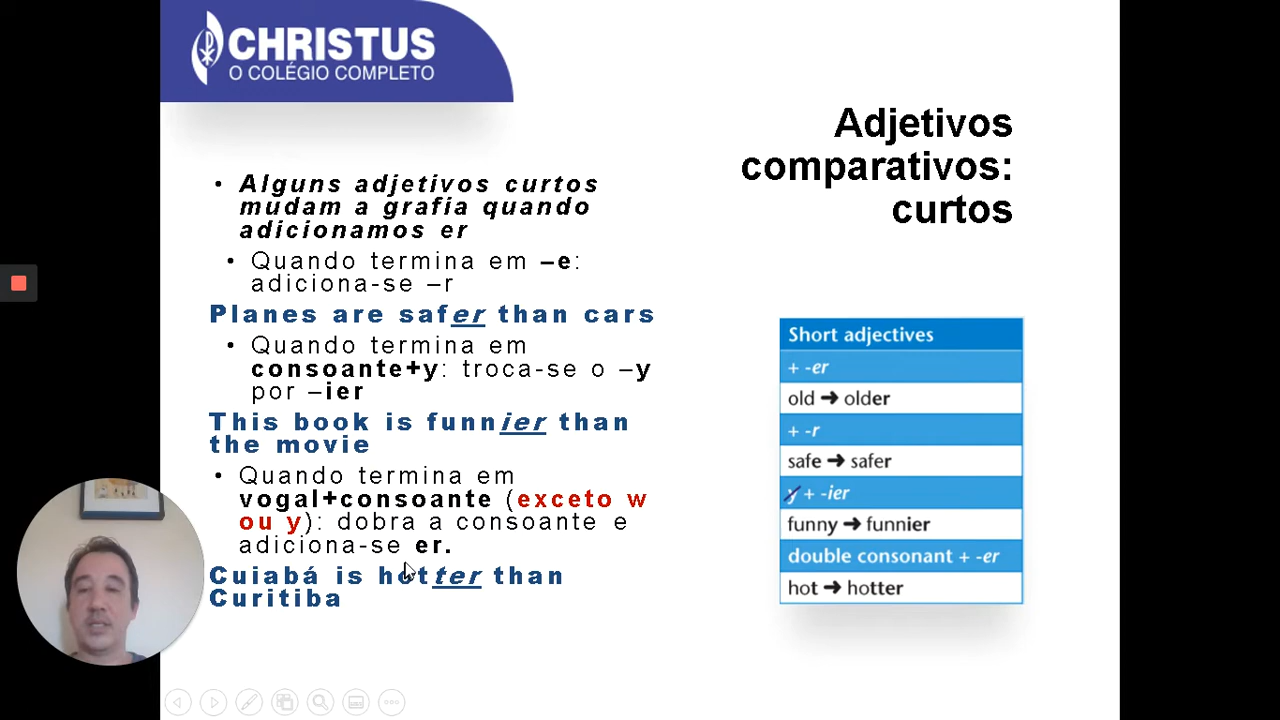 CHRISTUS
O COLÉGIO COMPLETO
Adjetivos
comparativos:
curtos
• Alguns adjetivos curtos
mudam a grafia quando
adicionamos er
• Quando termina em –e:
adiciona-se –r
Planes are safer than cars
• Quando termina em
consoante+y: troca-se o –y
por –ier
This book is funnier than
the movie
• Quando termina em
vogal+consoante (exceto w
ou y): dobra a consoante e
adiciona-se er.
Cuiabá is hotter than
Curitiba
Short adjectives
+ -er
old ➔ older
+ -r
safe ➔ safer
y + -ier
funny ➔ funnier
double consonant + -er
hot ➔ hotter